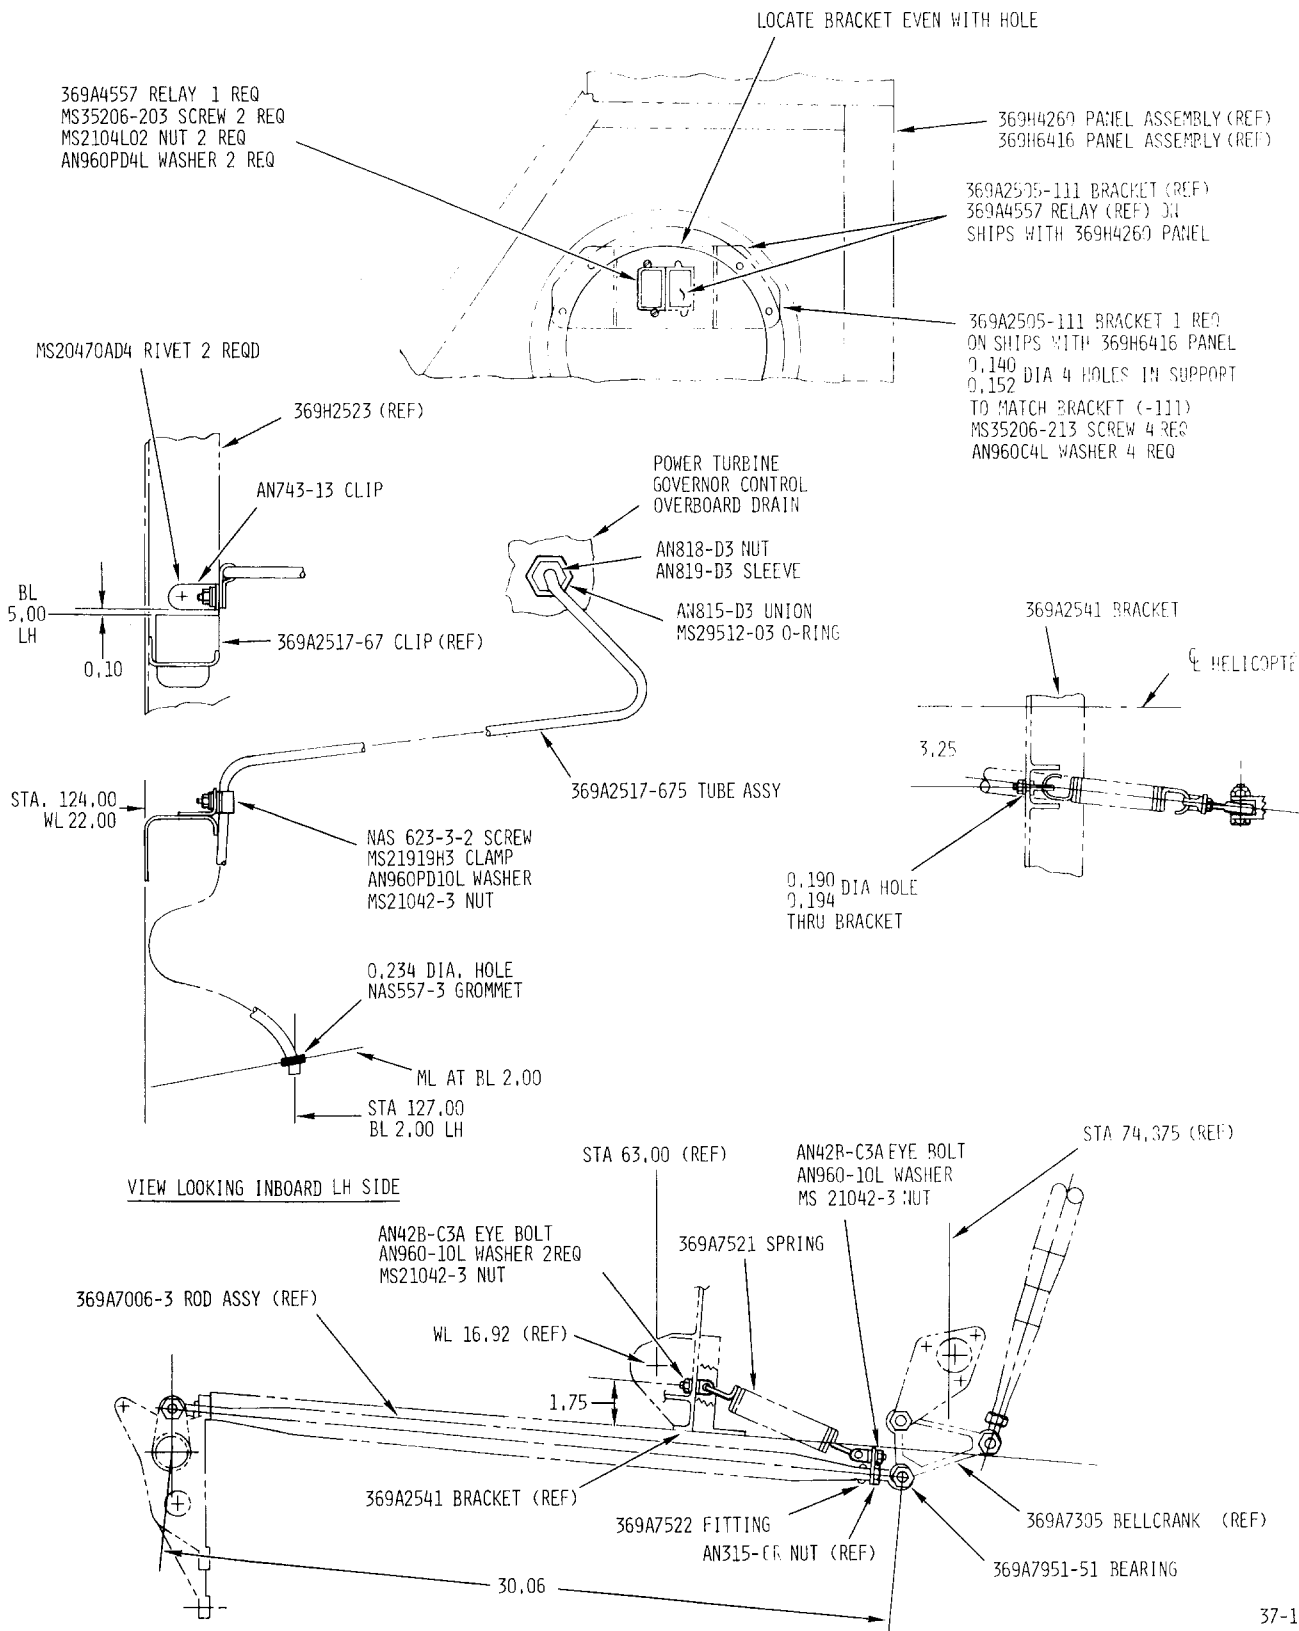 LOCATE BRACKET EVEN WITH HOLE
369A4557 RELAY 1 REQ
MS35206-203 SCREW 2 REQ
MS2104L02 NUT 2 REQ
AN960PD4L WASHER 2 REQ
369H4260 PANEL ASSEMBLY (REF)
369H6416 PANEL ASSEMBLY (REF)
369A2505-111 BRACKET (REF)
369A4557 RELAY (REF) ON
SHIPS WITH 369H4260 PANEL
369A2505-111 BRACKET 1 REQ
ON SHIPS WITH 369H6416 PANEL
0.140
0.152 DIA 4 HOLES IN SUPPORT
TO MATCH BRACKET (-111)
MS35206-213 SCREW 4 REQ
AN960C4L WASHER 4 REQ
MS20470AD4 RIVET 2 REQD
369H2523 (REF)
AN743-13 CLIP
BL
5.00
LH
0.10
369A2517-67 CLIP (REF)
POWER TURBINE
GOVERNOR CONTROL
OVERBOARD DRAIN
AN818-D3 NUT
AN819-D3 SLEEVE
AN815-D3 UNION
MS29512-03 O-RING
369A2517-675 TUBE ASSY
369A2541 BRACKET
℄ HELICOPTE
3.25
0.190
0.194 DIA HOLE
THRU BRACKET
STA. 124.00
WL 22.00
NAS 623-3-2 SCREW
MS21919H3 CLAMP
AN960PD10L WASHER
MS21042-3 NUT
0.234 DIA. HOLE
NAS557-3 GROMMET
ML AT BL 2.00
STA 127.00
BL 2.00 LH
VIEW LOOKING INBOARD LH SIDE
STA 63.00 (REF)
AN42B-C3A EYE BOLT
AN960-10L WASHER
MS 21042-3 NUT
STA 74.375 (REF)
AN42B-C3A EYE BOLT
AN960-10L WASHER 2REQ
MS21042-3 NUT
369A7521 SPRING
369A7006-3 ROD ASSY (REF)
WL 16.92 (REF)
1.75
369A2541 BRACKET (REF)
369A7522 FITTING
AN315- NUT (REF)
369A7305 BELLCRANK (REF)
369A7951-51 BEARING
30.06
37-1